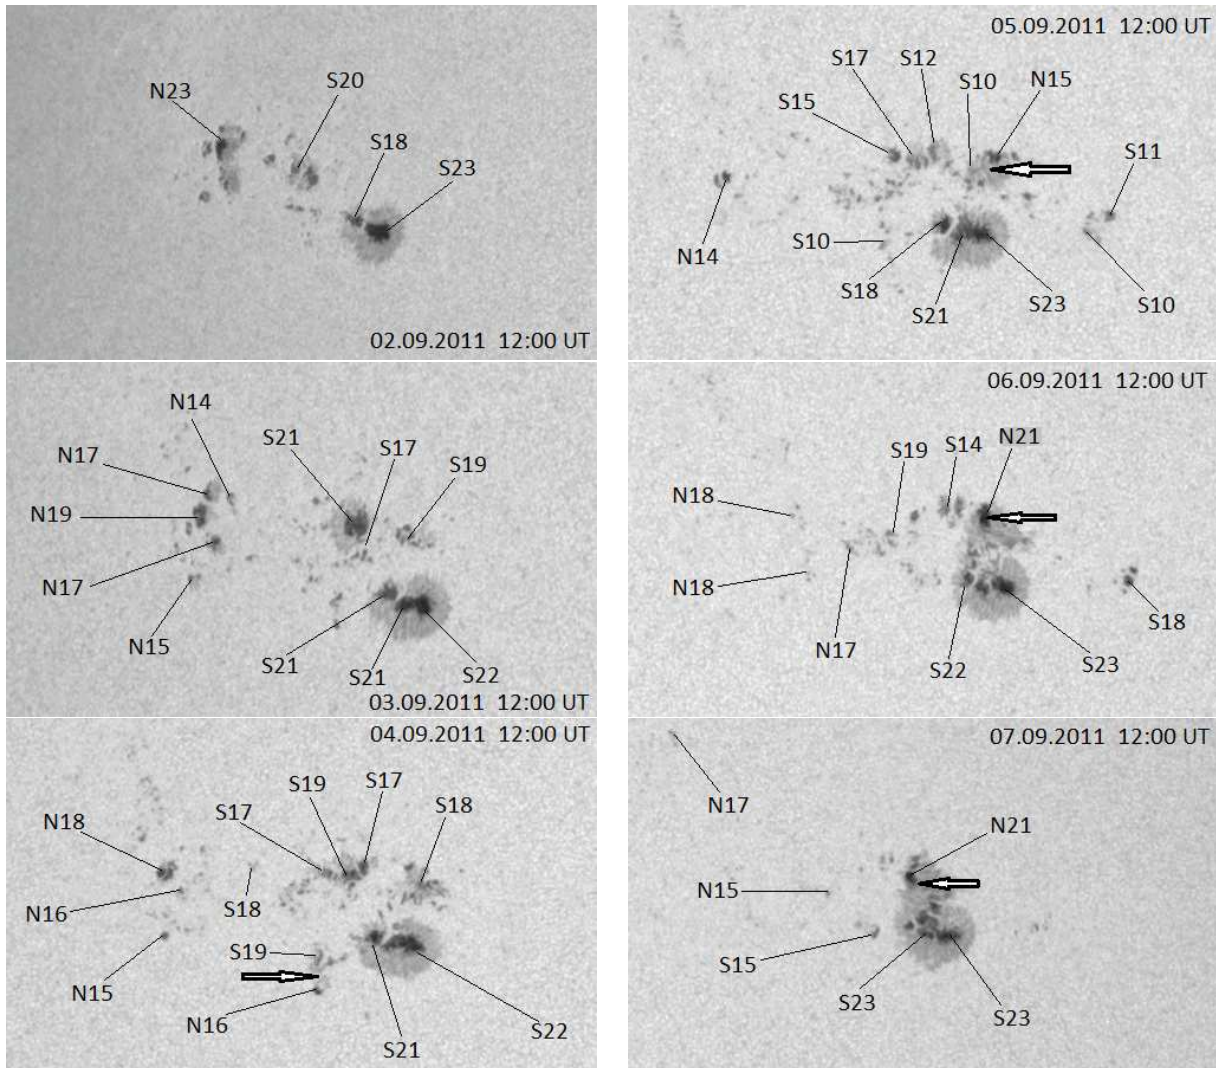 N23
S20
S18
S23
02.09.2011 12:00 UT
N14
N17
S21
S17
S19
N19
N17
N15
S21
S21
S22
03.09.2011 12:00 UT
04.09.2011 12:00 UT
S19
S17
S17
S18
N18
N16
S18
S19
N15
N16
S21
S22
05.09.2011 12:00 UT
S17
S12
S10
N15
S15
S11
N14
S10
S18
S21
S23
S10
06.09.2011 12:00 UT
S19
S14
N21
N18
N18
N17
S22
S23
S18
07.09.2011 12:00 UT
N17
N21
N15
S15
S23
S23